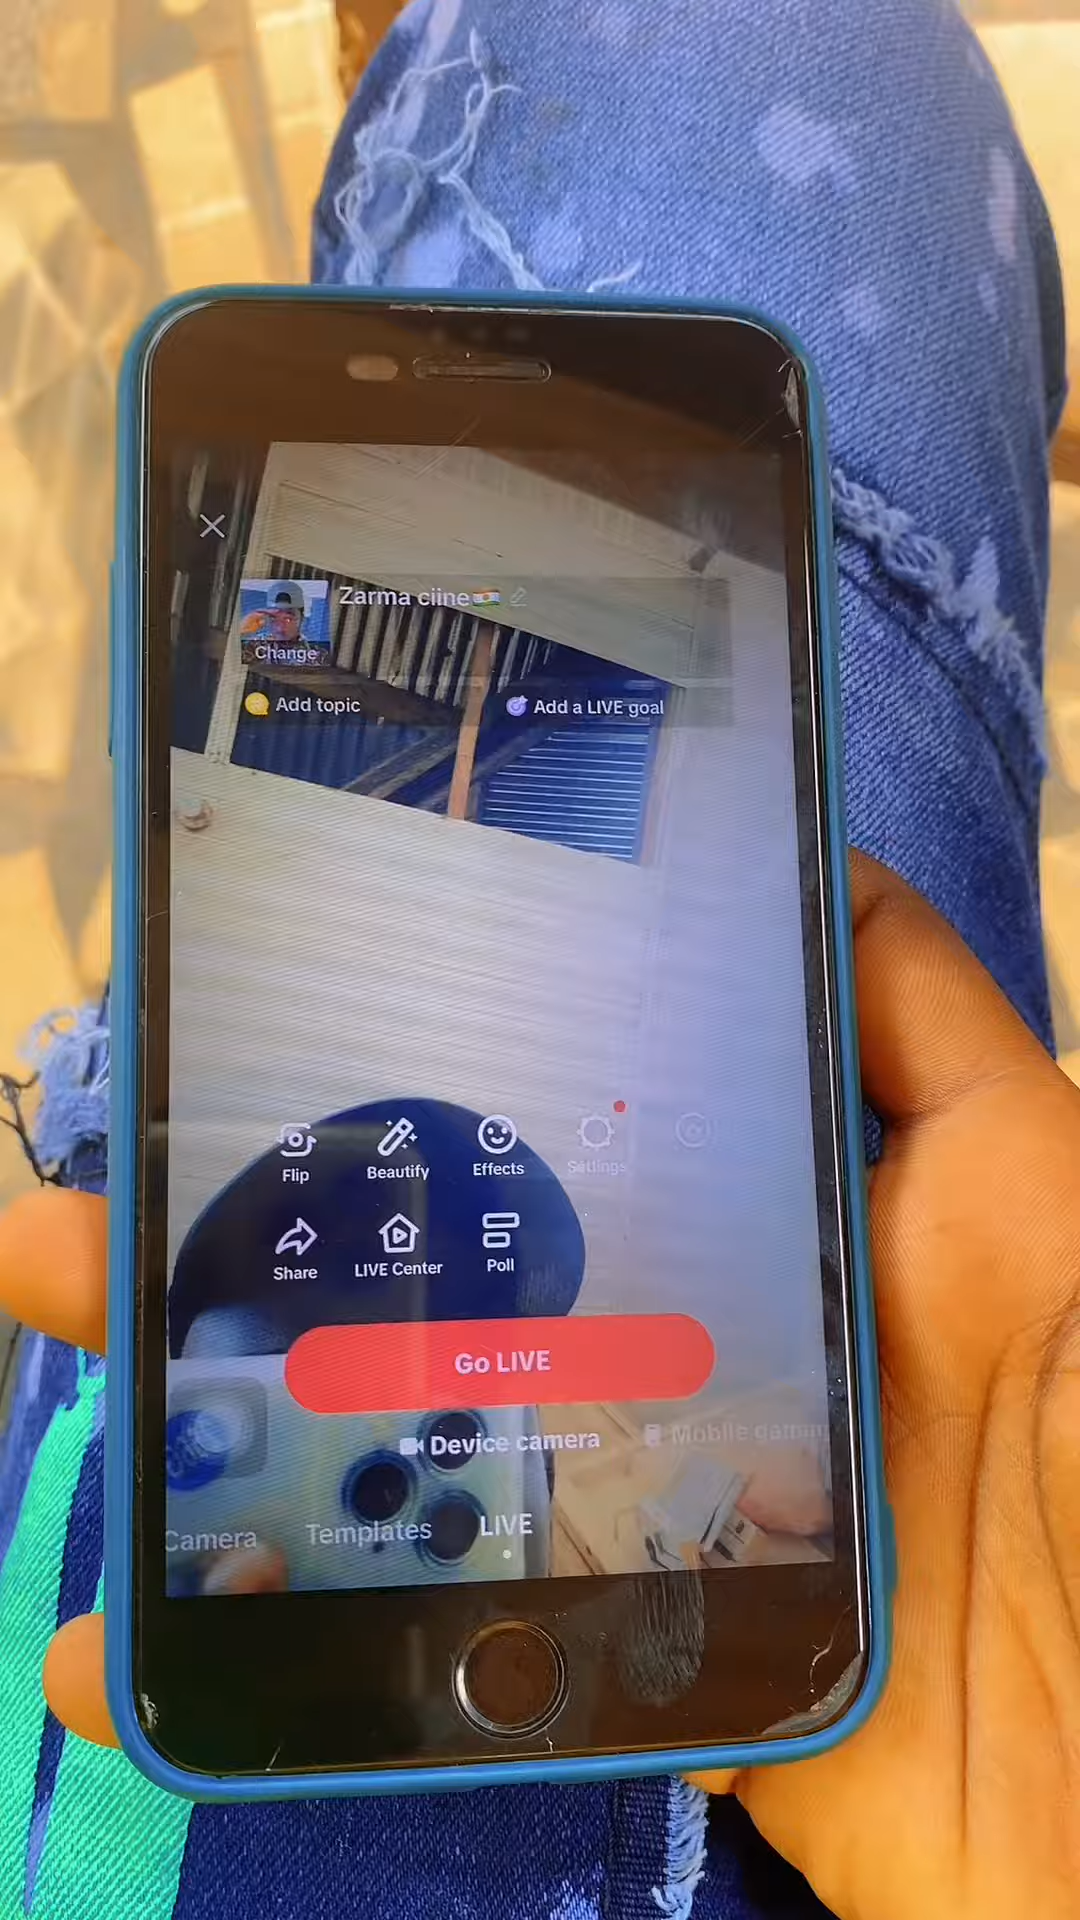 Zarma ciine🇳🇪
Change
Add topic
Add a LIVE goal
Flip
Beautify
Effects
Settings
Share
LIVE Center
Poll
Go LIVE
Device camera
Mobile gamin
Camera
Templates
LIVE